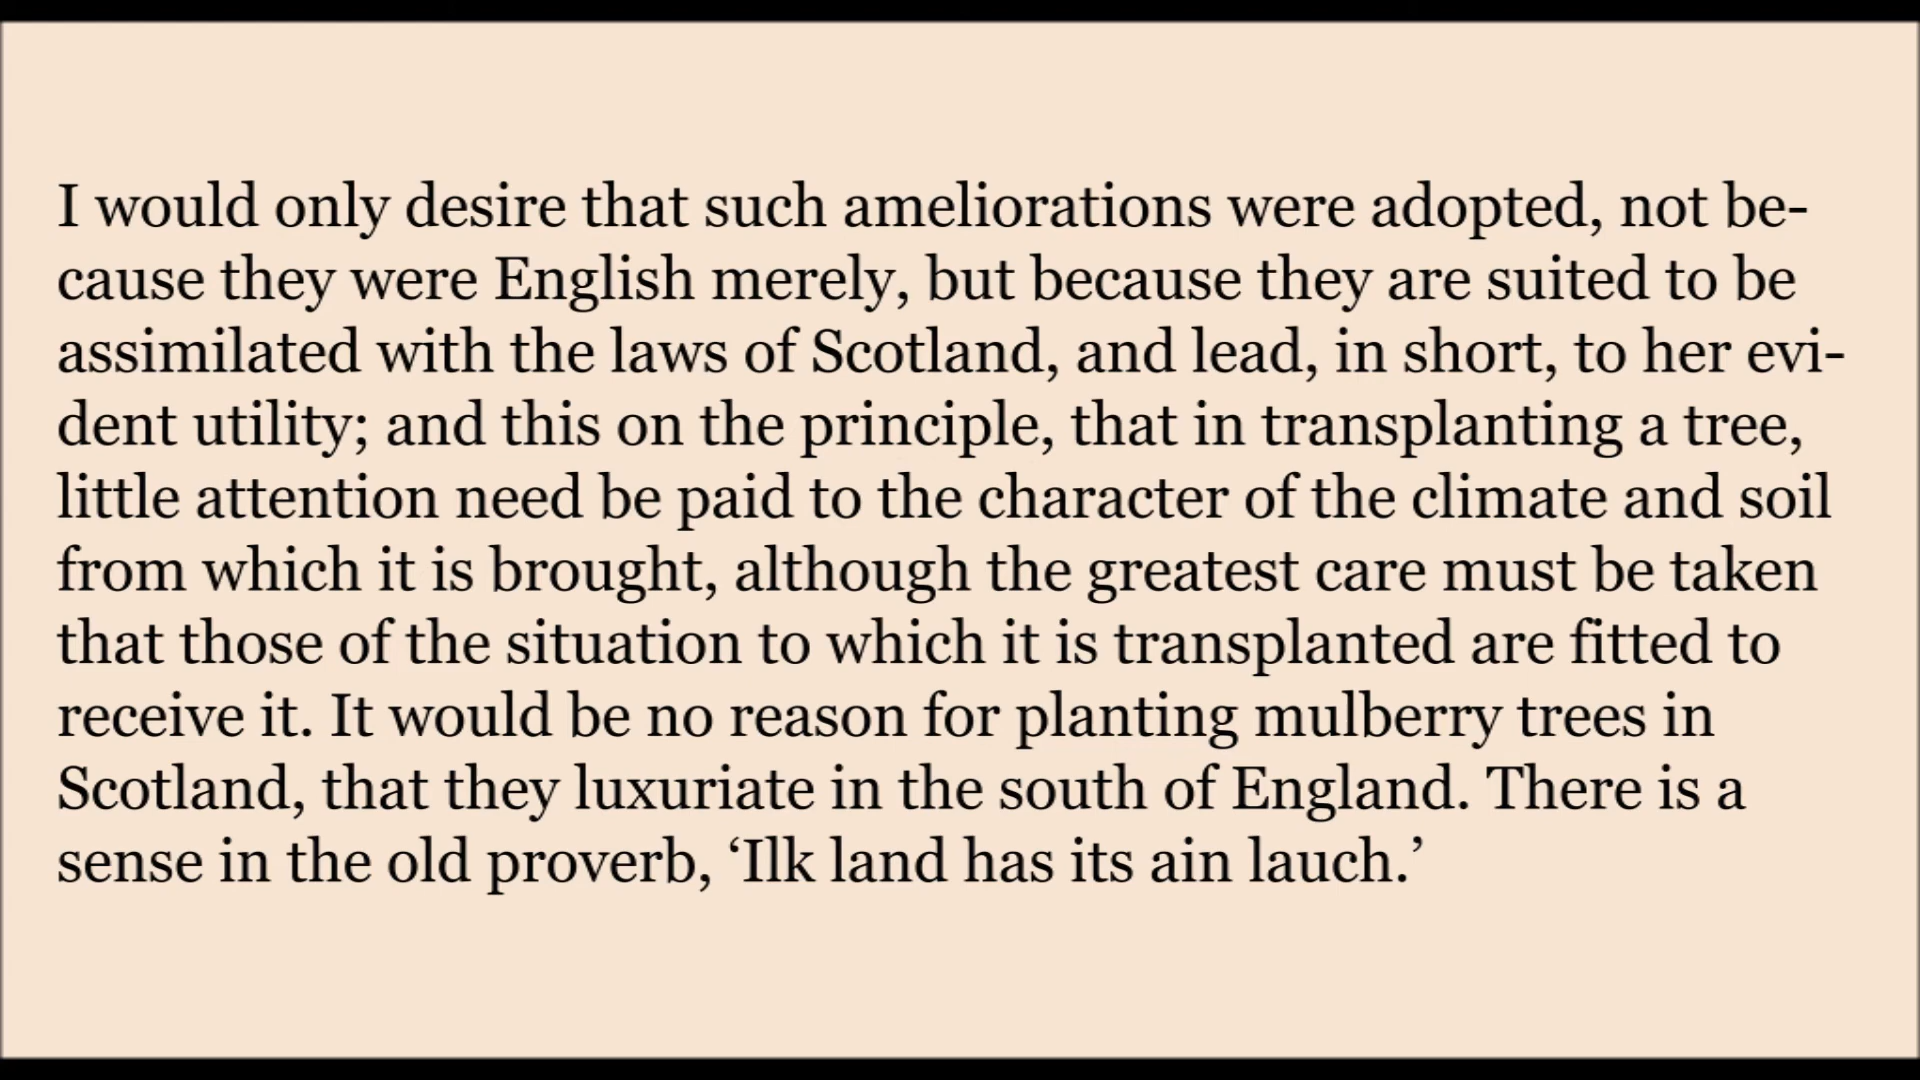 I would only desire that such ameliorations were adopted, not be-
cause they were English merely, but because they are suited to be
assimilated with the laws of Scotland, and lead, in short, to her evi-
dent utility; and this on the principle, that in transplanting a tree,
little attention need be paid to the character of the climate and soil
from which it is brought, although the greatest care must be taken
that those of the situation to which it is transplanted are fitted to
receive it. It would be no reason for planting mulberry trees in
Scotland, that they luxuriate in the south of England. There is a
sense in the old proverb, ‘Ilk land has its ain lauch.’